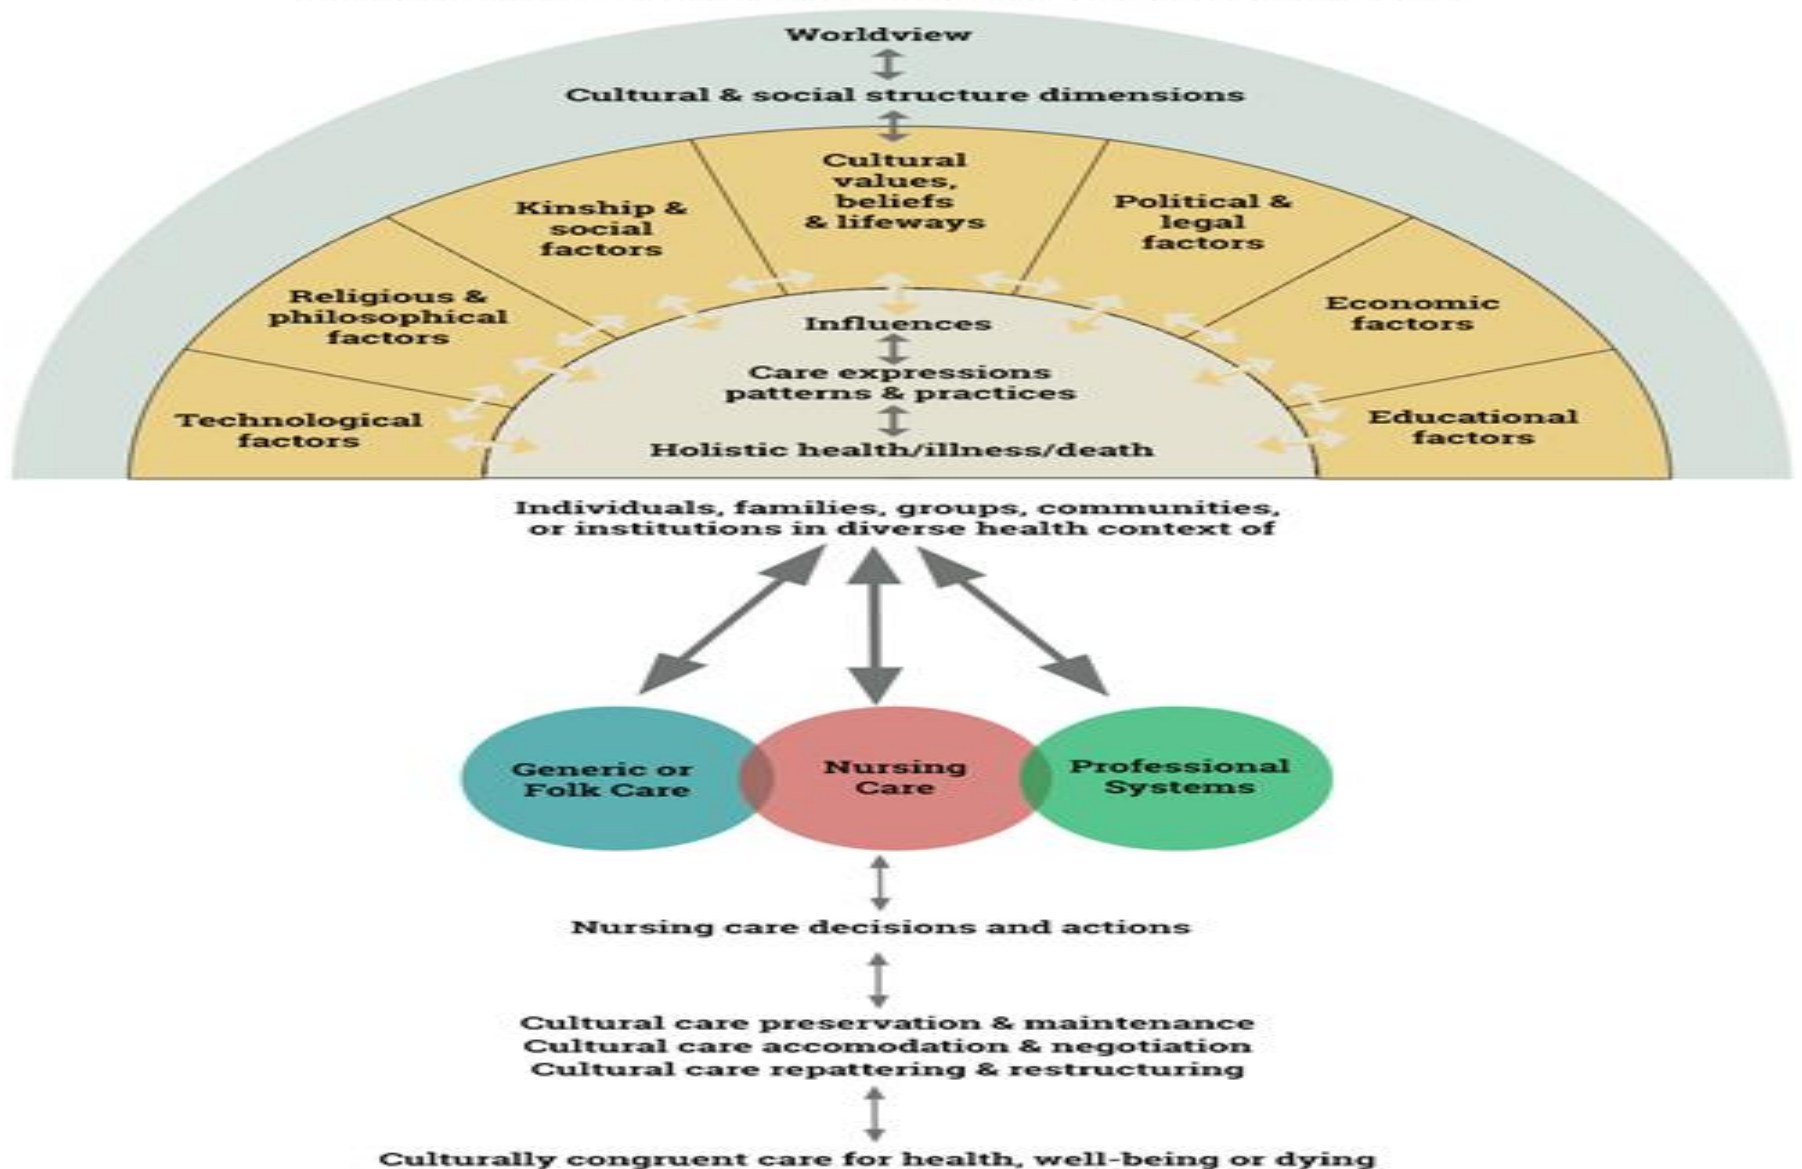 Worldview
Cultural & social structure dimensions
Cultural
values,
beliefs
& lifeways
Kinship &
social
factors
Political &
legal
factors
Religious &
philosophical
factors
Economic
factors
Technological
factors
Educational
factors
Influences
Care expressions
patterns & practices
Holistic health/illness/death
Individuals, families, groups, communities,
or institutions in diverse health context of
Generic or
Folk Care
Nursing
Care
Professional
Systems
Nursing care decisions and actions
Cultural care preservation & maintenance
Cultural care accomodation & negotiation
Cultural care repattering & restructuring
Culturally congruent care for health, well-being or dying